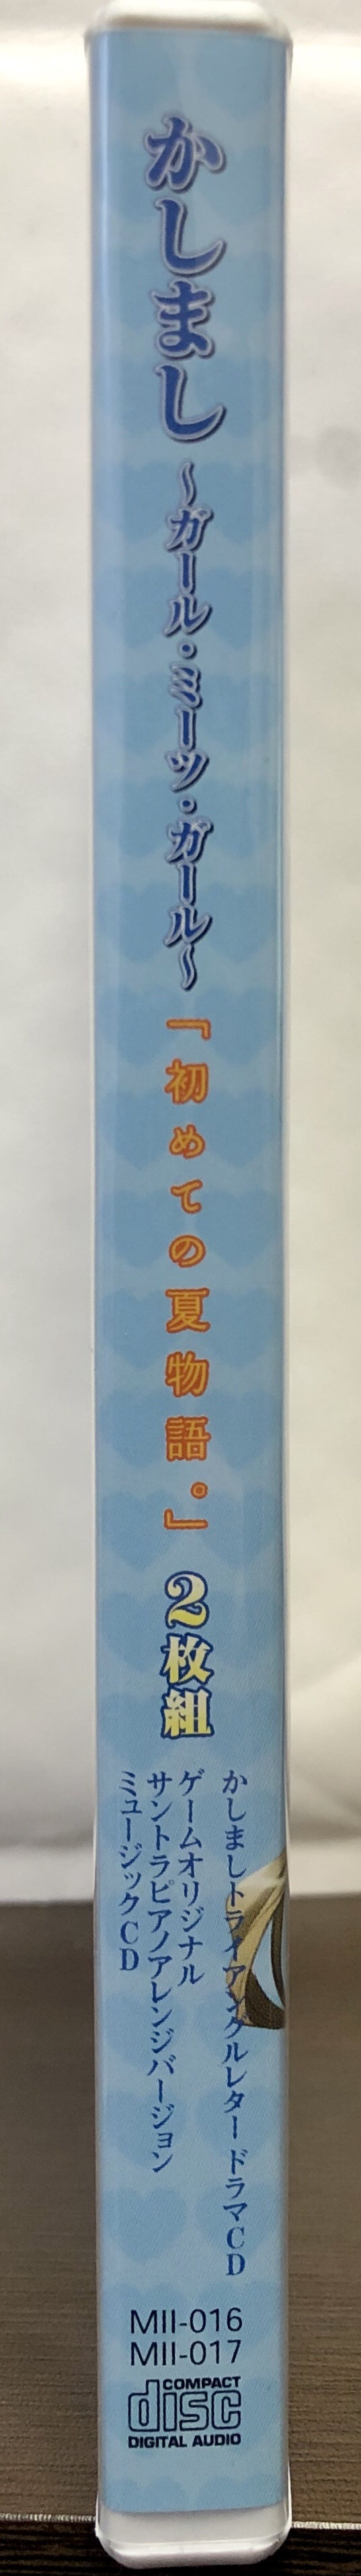 かしまし
～ガール・ミーツ・ガール～
「初めての夏物語。」
2枚組
かしましトライアングルレター ドラマCD
ゲームオリジナル
サントラピアノアレンジバージョン
ミュージックCD
MII-016
MII-017
COMPACT
disc
DIGITAL AUDIO